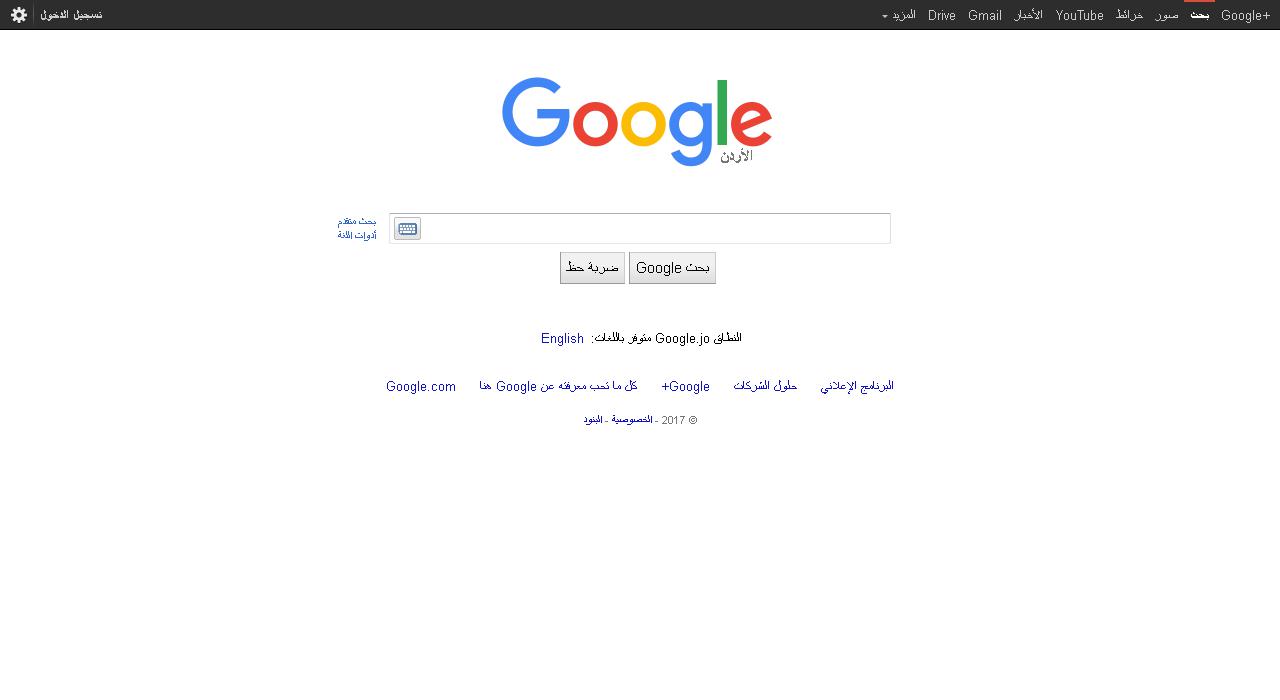 Google+ بحث صور خرائط YouTube الأخبار Gmail Drive المزيد تسجيل الدخول
Google
الأردن
بحث متقدم
أدوات اللغة
بحث Google ضربة حظ
النطاق Google.jo متوفر باللغات: English
البرنامج الإعلاني حلول الشركات Google+ كل ما تحب معرفته عن Google هنا Google.com
© 2017 - الخصوصية - البنود